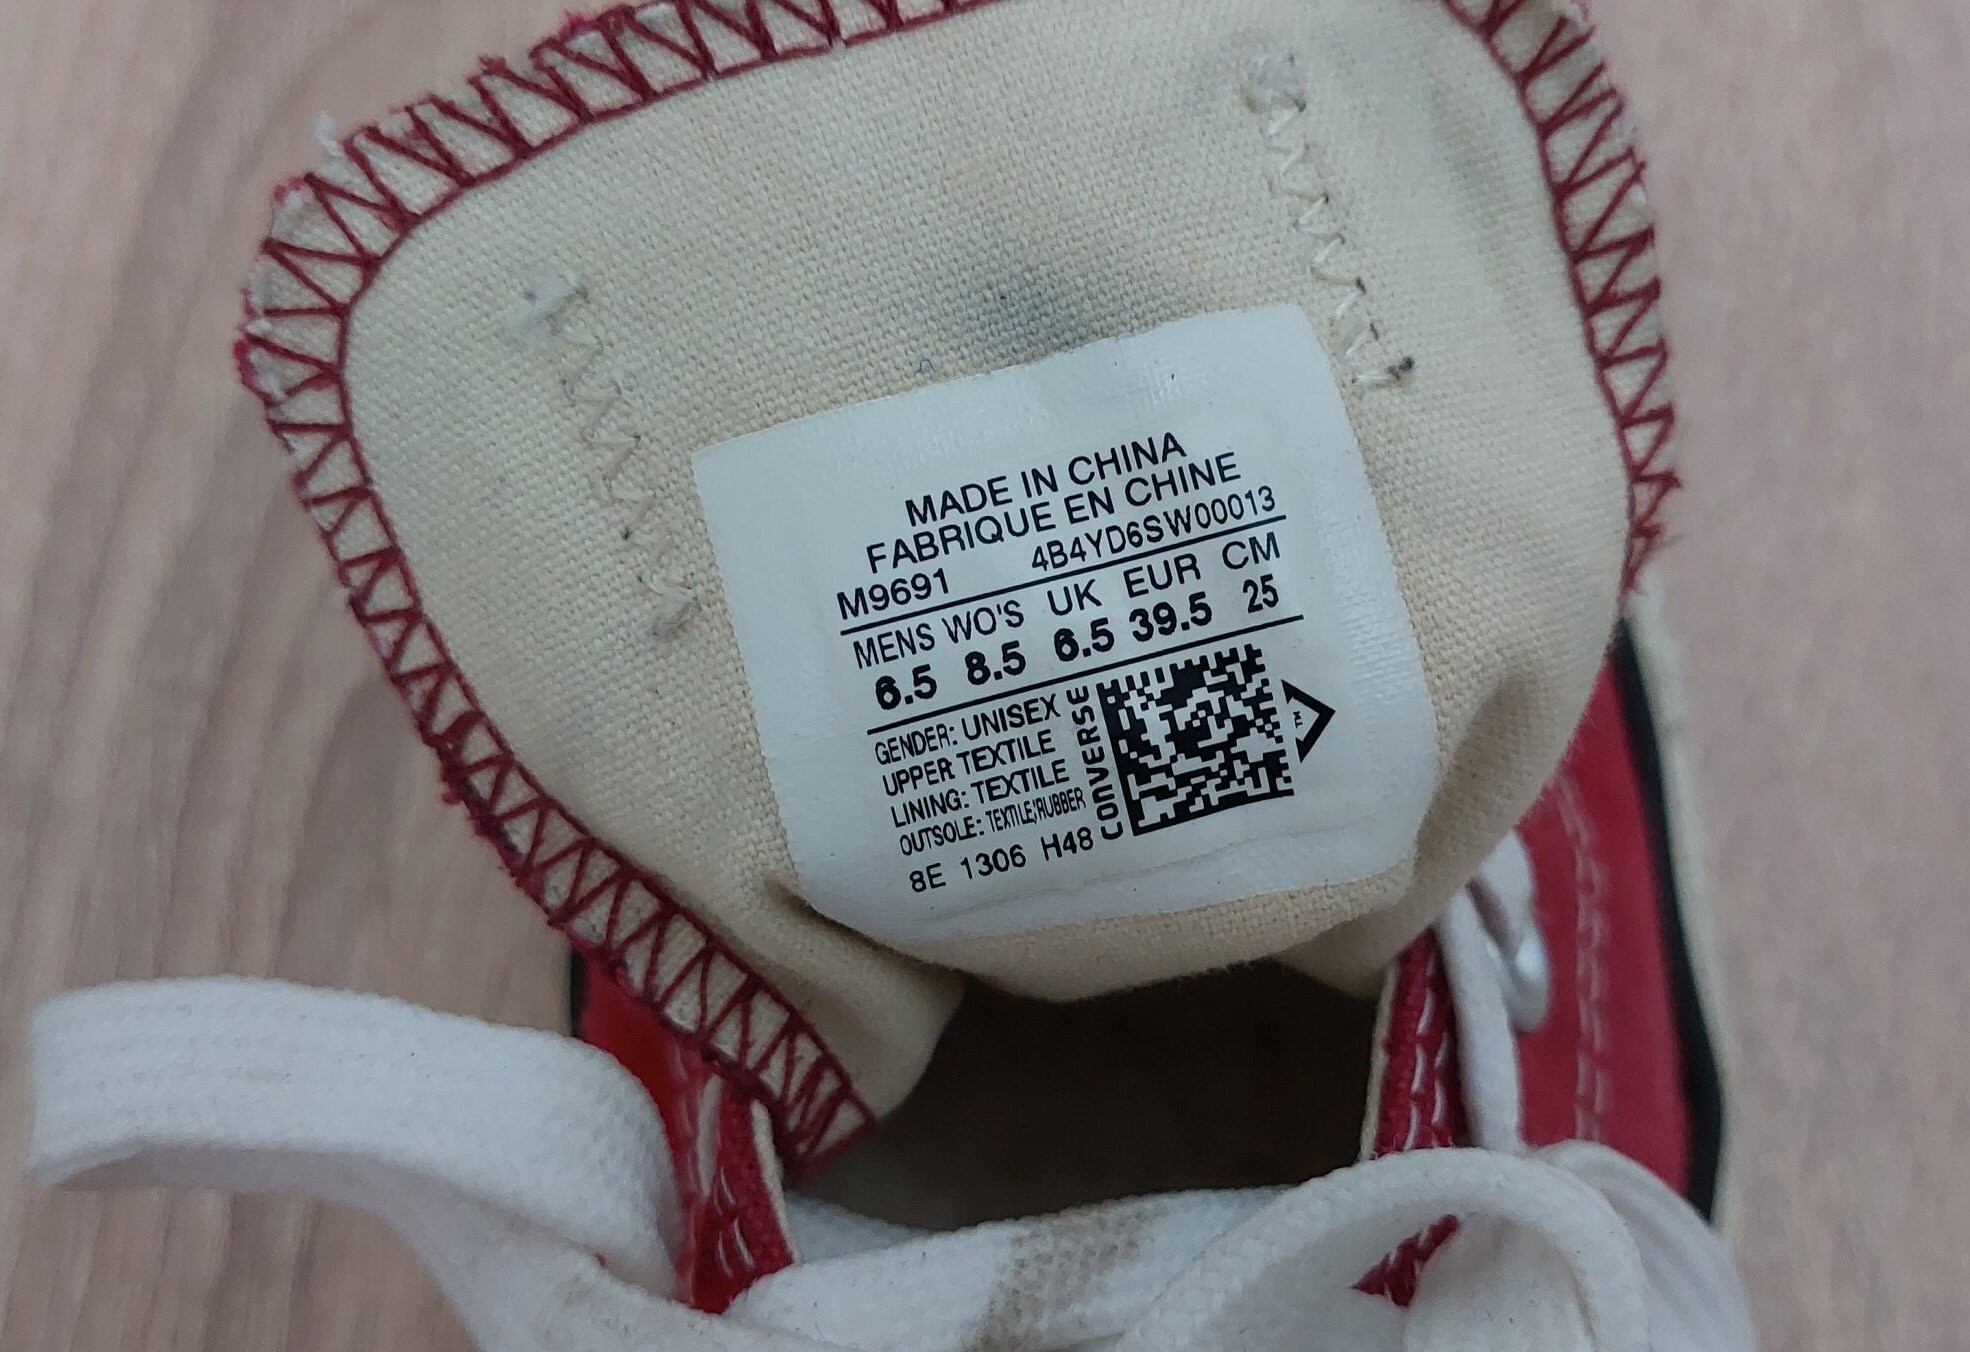 MADE IN CHINA
FABRIQUE EN CHINE
M9691 4B4YD6SW00013
MENS WO'S UK EUR CM
6.5 8.5 6.5 39.5 25
GENDER: UNISEX
UPPER TEXTILE
LINING: TEXTILE
OUTSOLE: TEXTILE;RUBBER
8E 1306 H48
CONVERSE
TM